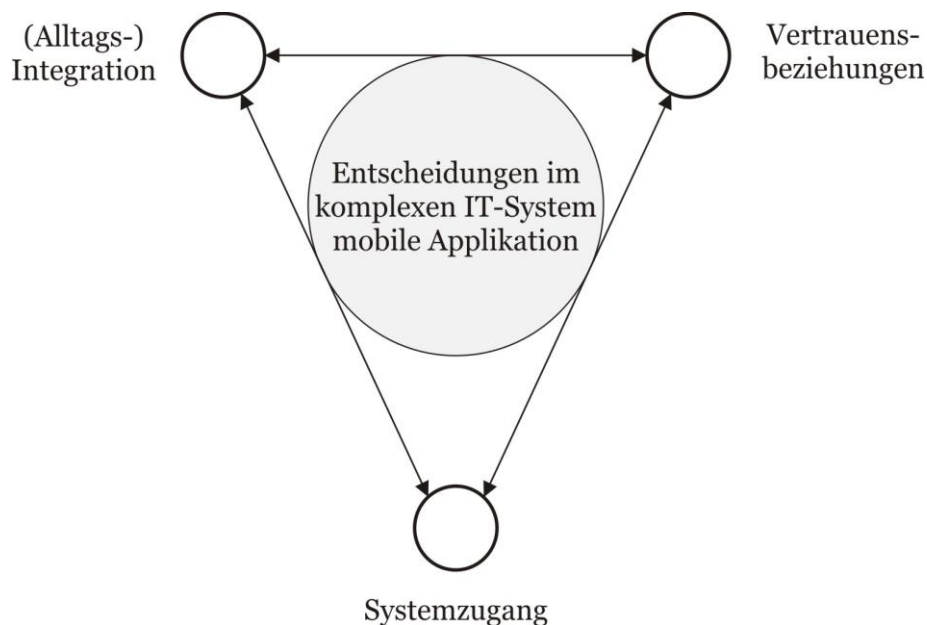 (Alltags-)
Integration
Vertrauens-
beziehungen
Entscheidungen im
komplexen IT-System
mobile Applikation
Systemzugang